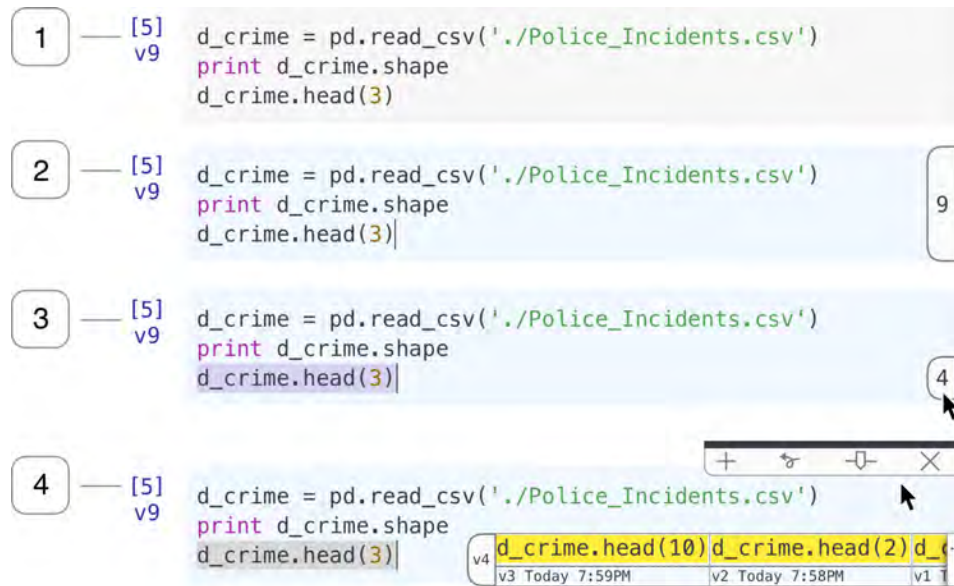 1 [5] d_crime = pd.read_csv('./Police_Incidents.csv')
v9 print d_crime.shape
d_crime.head(3)
2 [5] d_crime = pd.read_csv('./Police_Incidents.csv')
v9 print d_crime.shape 9
d_crime.head(3)
3 [5] d_crime = pd.read_csv('./Police_Incidents.csv')
v9 print d_crime.shape
d_crime.head(3) 4
4 [5] d_crime = pd.read_csv('./Police_Incidents.csv')
v9 print d_crime.shape
d_crime.head(3) v4 d_crime.head(10) d_crime.head(2)
v3 Today 7:59PM v2 Today 7:58PM v1